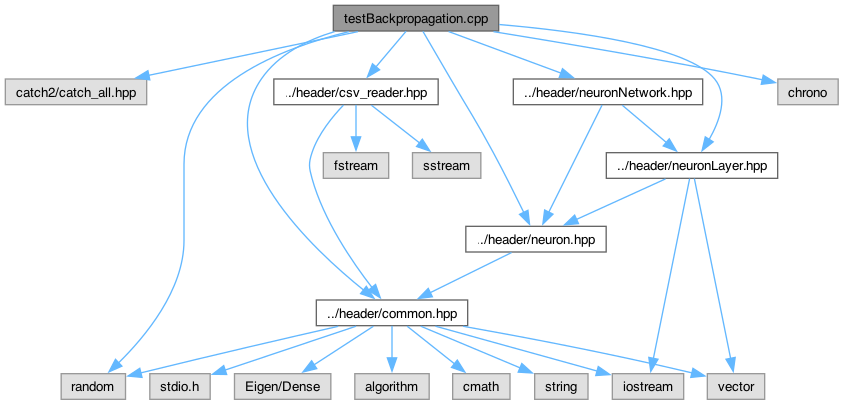 testBackpropagation.cpp
catch2/catch_all.hpp
../header/csv_reader.hpp
../header/neuronNetwork.hpp
chrono
fstream
sstream
../header/neuronLayer.hpp
../header/neuron.hpp
../header/common.hpp
random
stdio.h
Eigen/Dense
algorithm
cmath
string
iostream
vector